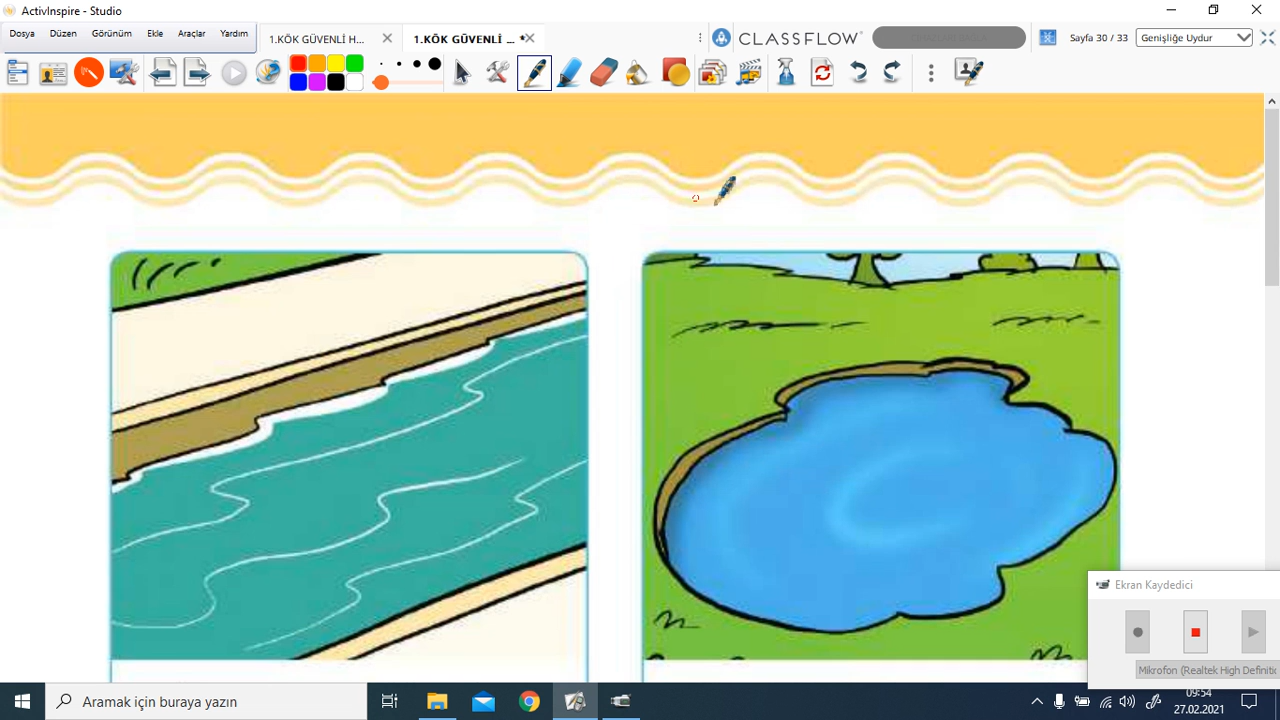 ActivInspire - Studio
Dosya Düzen Görünüm Ekle Araçlar Yardım
1.KÖK GÜVENLİ H...
1.KÖK GÜVENLİ ... *
CLASSFLOW
Sayfa 30 / 33
Genişliğe Uydur
Ekran Kaydedici
Mikrofon (Realtek High Definitic
Aramak için buraya yazın
09:54
27.02.2021